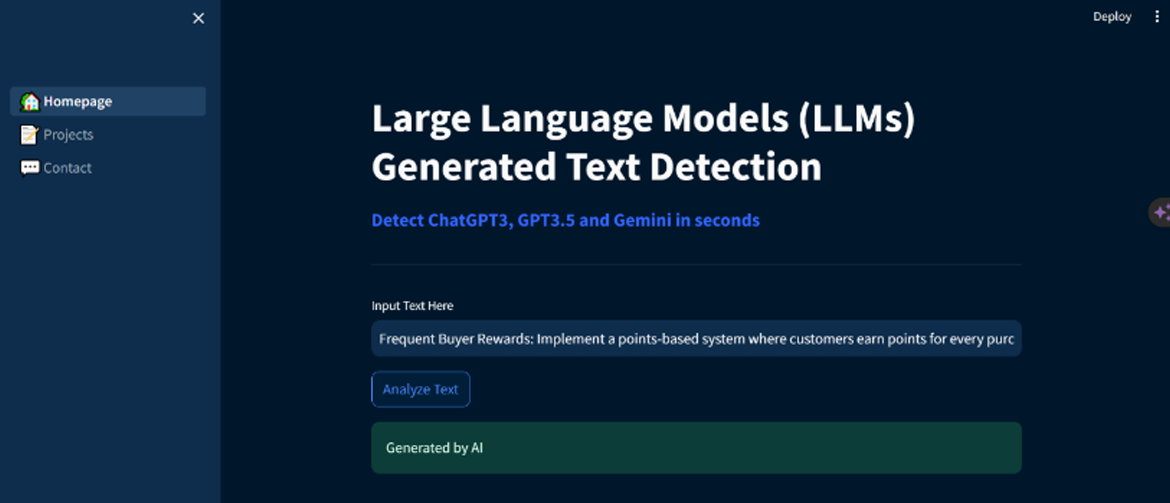 Deploy
Homepage
Projects
Contact
Large Language Models (LLMs)
Generated Text Detection
Detect ChatGPT3, GPT3.5 and Gemini in seconds
Input Text Here
Frequent Buyer Rewards: Implement a points-based system where customers earn points for every purc
Analyze Text
Generated by AI